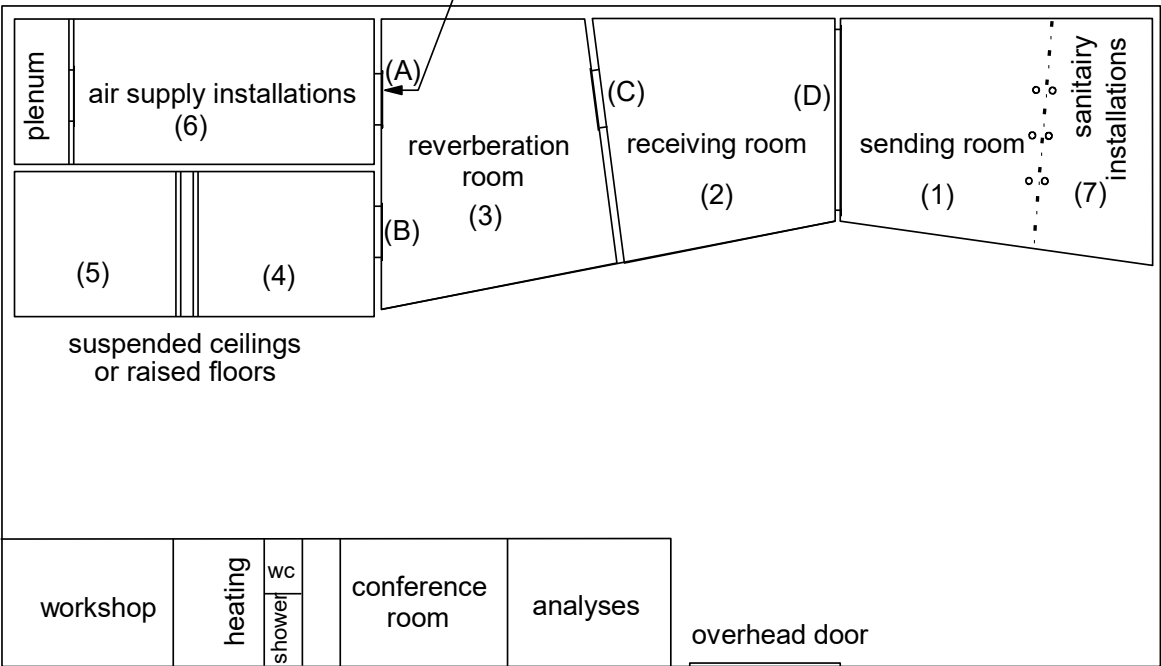 plenum
air supply installations
(6)
(A)
(B)
reverberation
room
(3)
(C)
receiving room
(2)
(D)
sending room
(1)
sanitairy
installations
(7)
(5)
(4)
suspended ceilings
or raised floors
workshop
heating
wc
shower
conference
room
analyses
overhead door